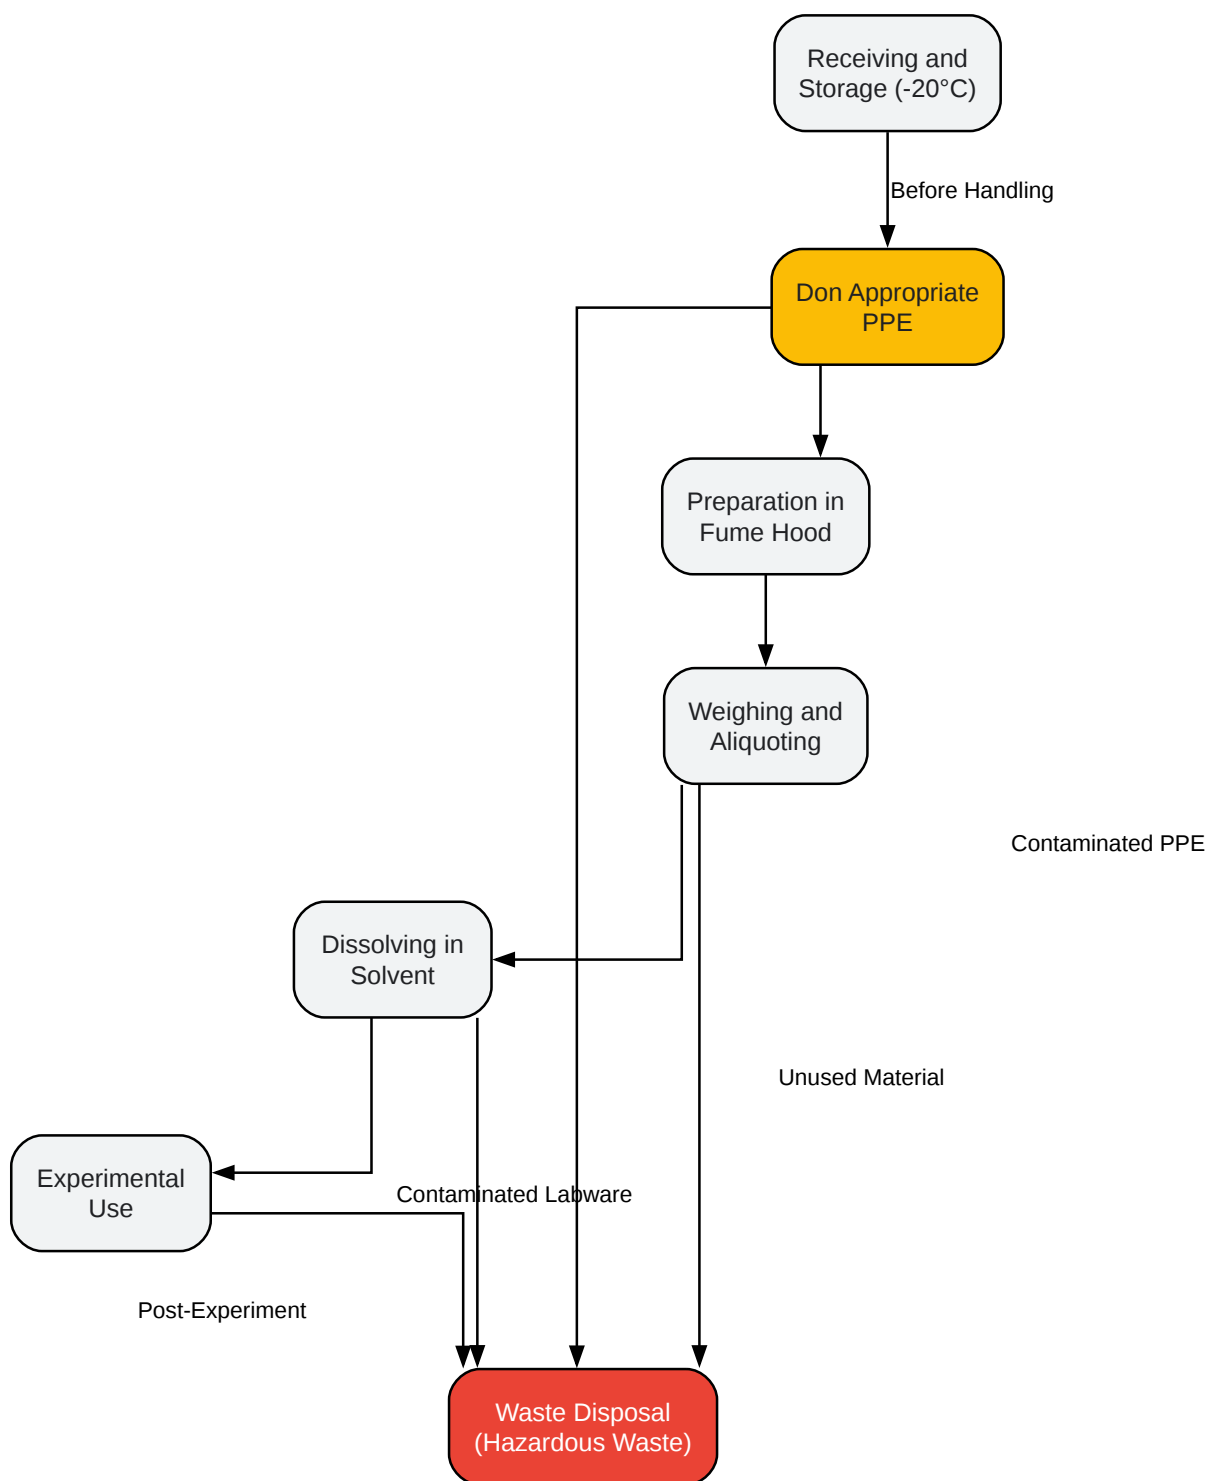 Receiving and
Storage (-20°C)
Before Handling
Don Appropriate
PPE
Preparation in
Fume Hood
Weighing and
Aliquoting
Contaminated PPE
Dissolving in
Solvent
Unused Material
Experimental
Use
Contaminated Labware
Post-Experiment
Waste Disposal
(Hazardous Waste)